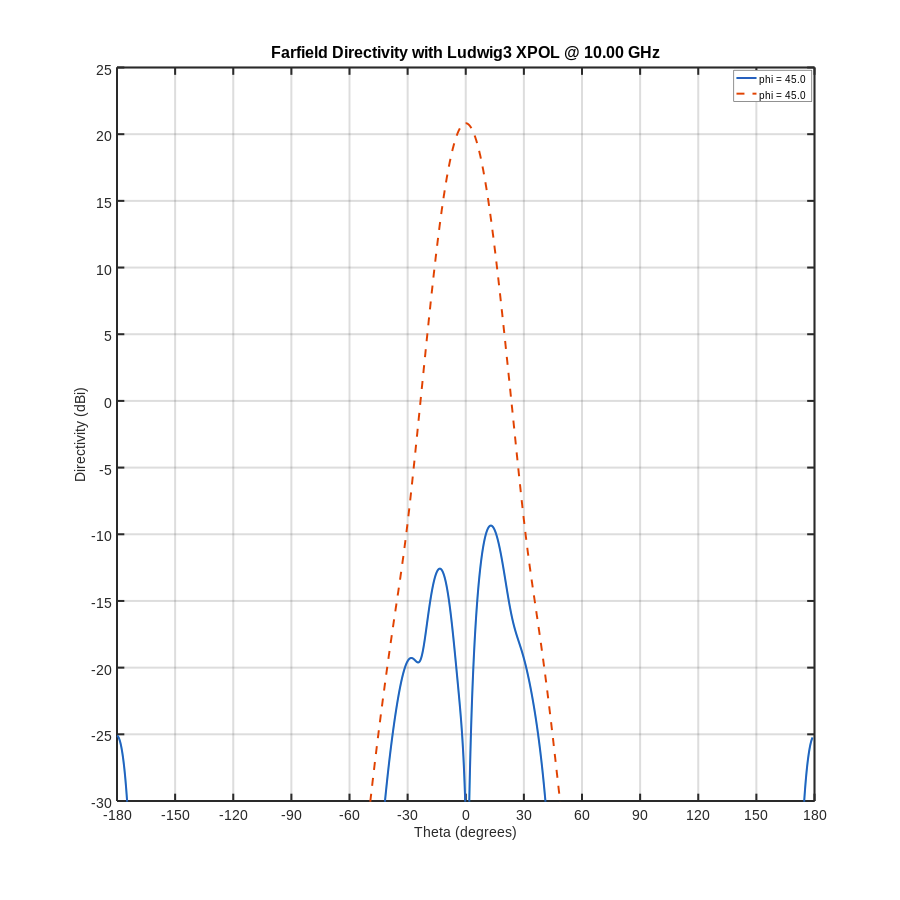 Farfield Directivity with Ludwig3 XPOL @ 10.00 GHz
phi = 45.0
phi = 45.0
25
20
15
10
5
0
-5
-10
-15
-20
-25
-30
Directivity (dBi)
-180 -150 -120 -90 -60 -30 0 30 60 90 120 150 180
Theta (degrees)